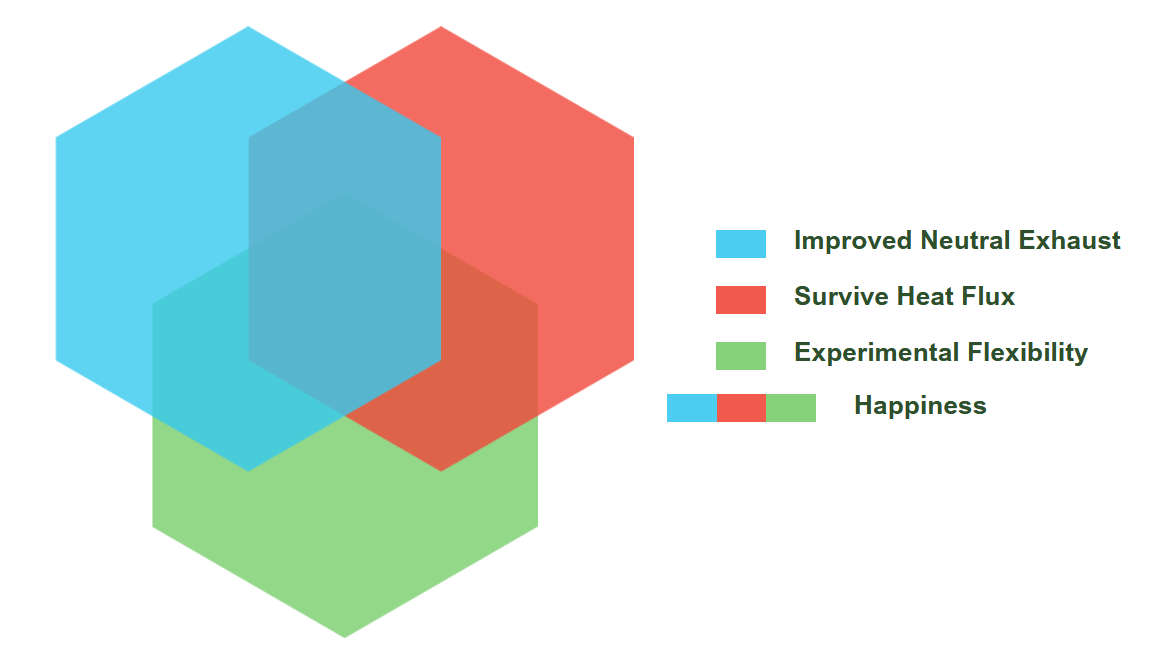 Improved Neutral Exhaust
Survive Heat Flux
Experimental Flexibility
Happiness